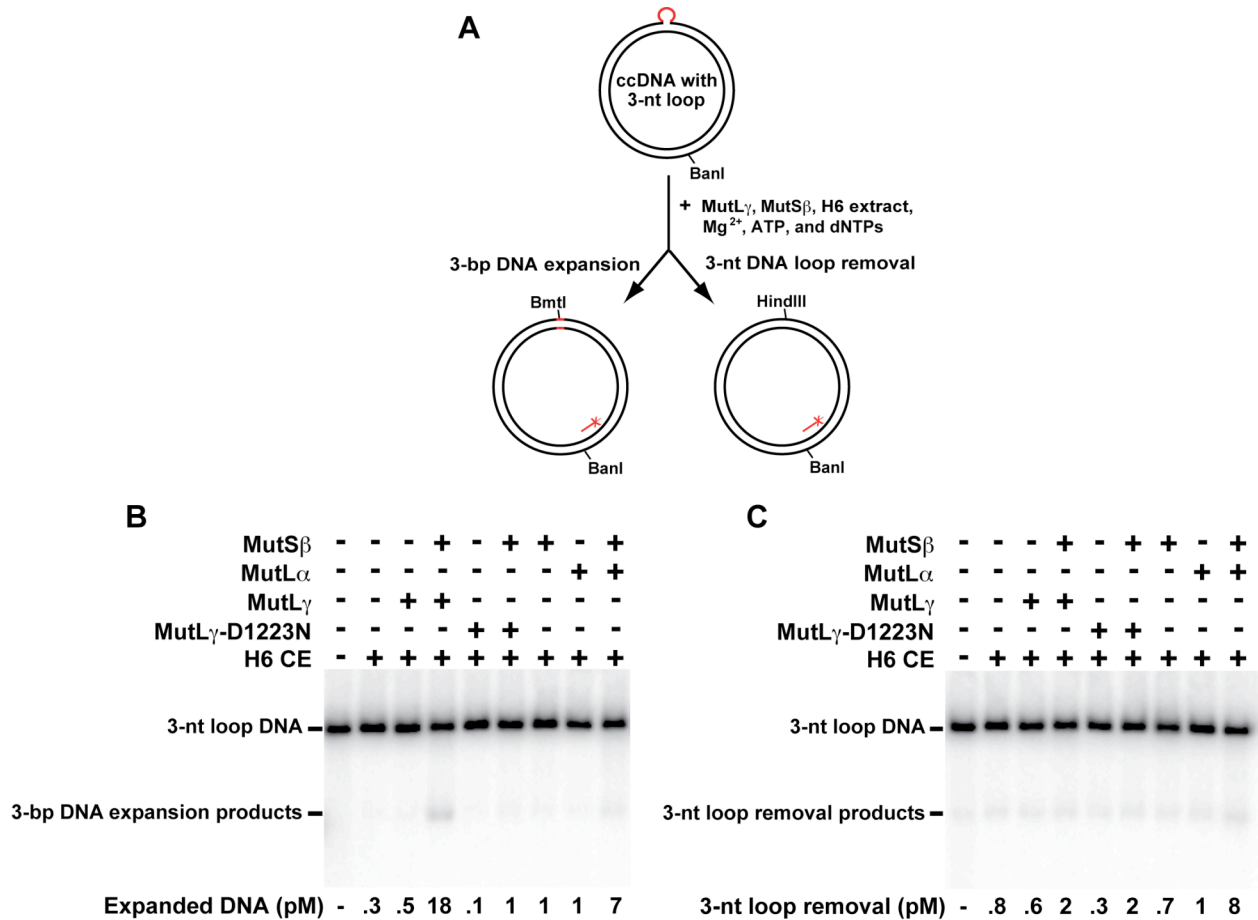 A
ccDNA with
3-nt loop
BanI
+ MutLγ, MutSβ, H6 extract,
Mg2+, ATP, and dNTPs
3-bp DNA expansion 3-nt DNA loop removal
BmtI HindIII
BanI BanI
B
MutSβ - - - + - + + - +
MutLα - - - - - - - + +
MutLγ - - + + - - - - -
MutLγ-D1223N - - - - + + - - -
H6 CE - + + + + + + + +
3-nt loop DNA
3-bp DNA expansion products
Expanded DNA (pM) - .3 .5 18 .1 1 1 1 7
C
MutSβ - - - + - + + - +
MutLα - - - - - - - + +
MutLγ - - + + - - - - -
MutLγ-D1223N - - - - + + - - -
H6 CE - + + + + + + + +
3-nt loop DNA
3-nt loop removal products
3-nt loop removal (pM) - .8 .6 2 .3 2 .7 1 8